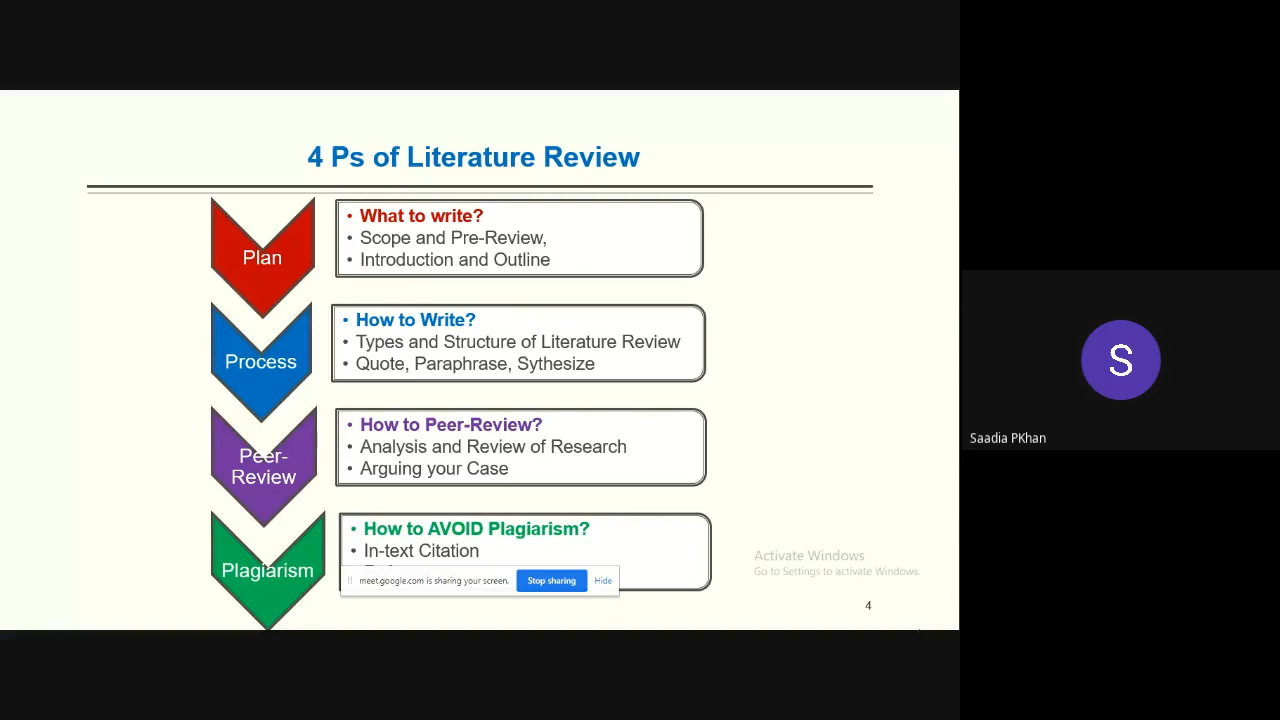 4 Ps of Literature Review
Plan
• What to write?
• Scope and Pre-Review,
• Introduction and Outline
Process
• How to Write?
• Types and Structure of Literature Review
• Quote, Paraphrase, Sythesize
Peer-
Review
• How to Peer-Review?
• Analysis and Review of Research
• Arguing your Case
Plagiarism
• How to AVOID Plagiarism?
• In-text Citation
meet.google.com is sharing your screen. Stop sharing Hide
Activate Windows
Go to Settings to activate Windows.
4
S
Saadia PKhan